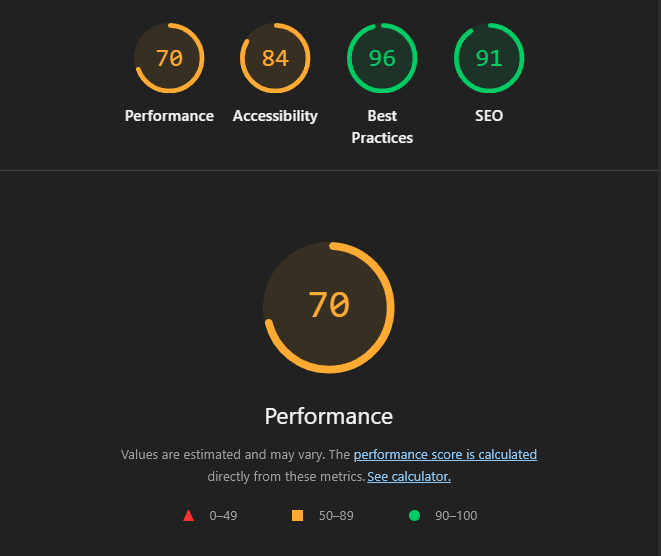 70
84
96
91
Performance
Accessibility
Best
Practices
SEO
70
Performance
Values are estimated and may vary. The performance score is calculated
directly from these metrics. See calculator.
0–49
50–89
90–100